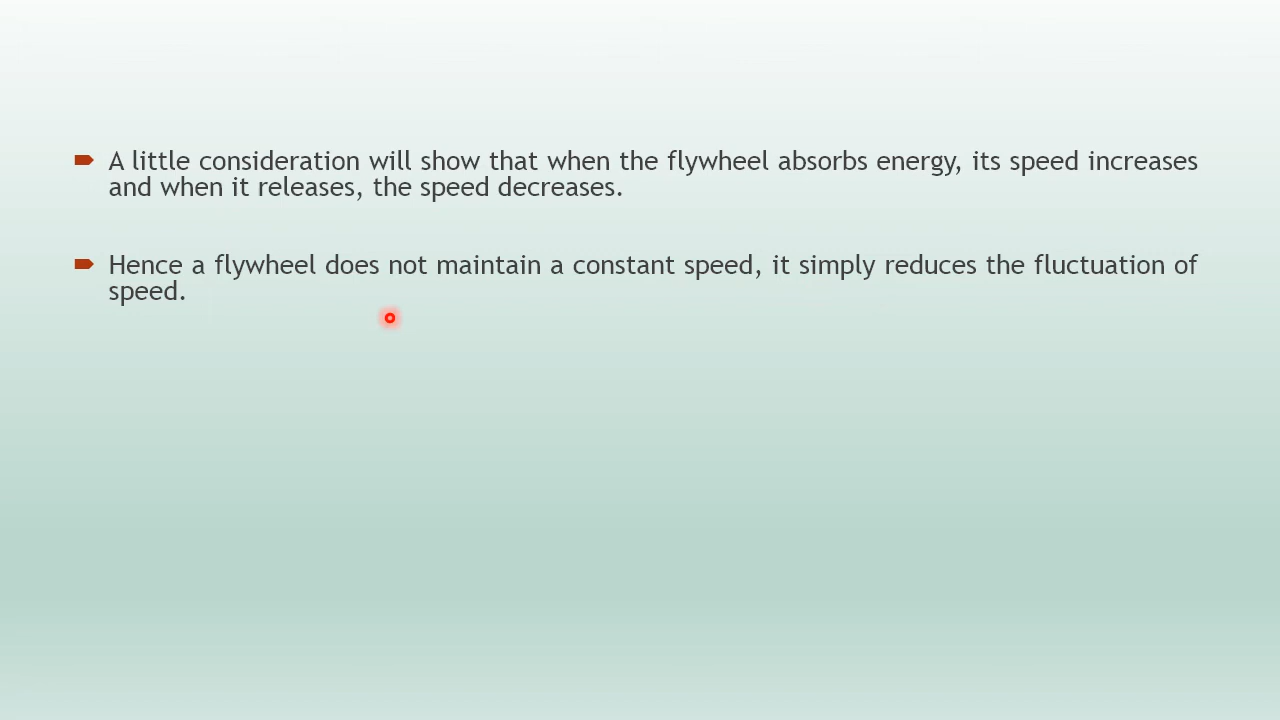 A little consideration will show that when the flywheel absorbs energy, its speed increases
and when it releases, the speed decreases.
Hence a flywheel does not maintain a constant speed, it simply reduces the fluctuation of
speed.